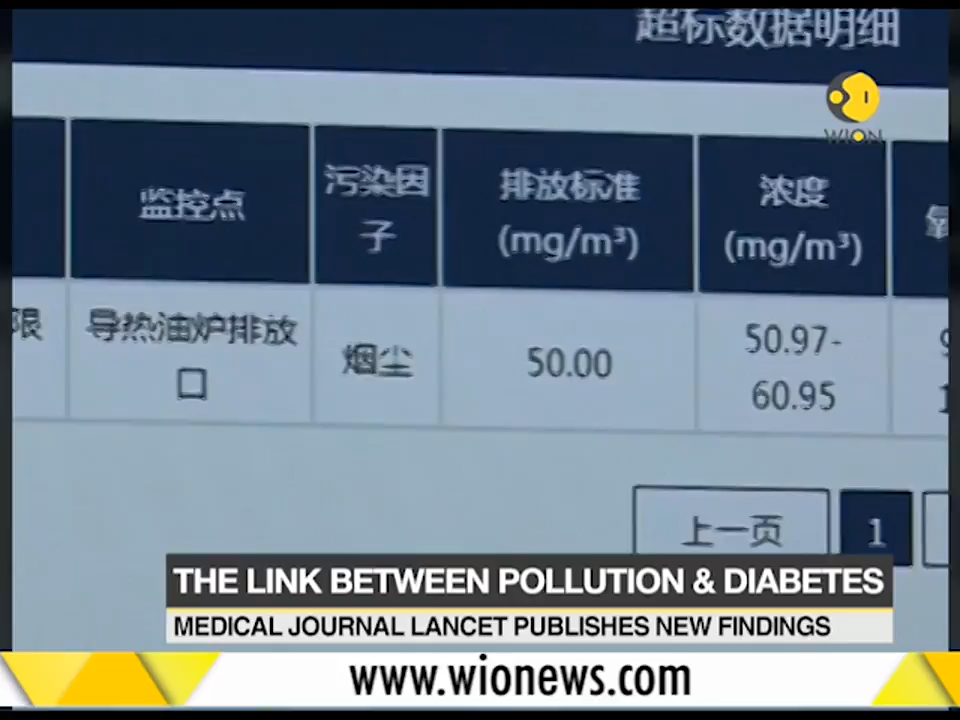 超标数据明细
WION
监控点
污染因
子
排放标准
(mg/m³)
浓度
(mg/m³)
限
导热油炉排放
口
烟尘
50.00
50.97-
60.95
上一页
1
THE LINK BETWEEN POLLUTION & DIABETES
MEDICAL JOURNAL LANCET PUBLISHES NEW FINDINGS
www.wionews.com